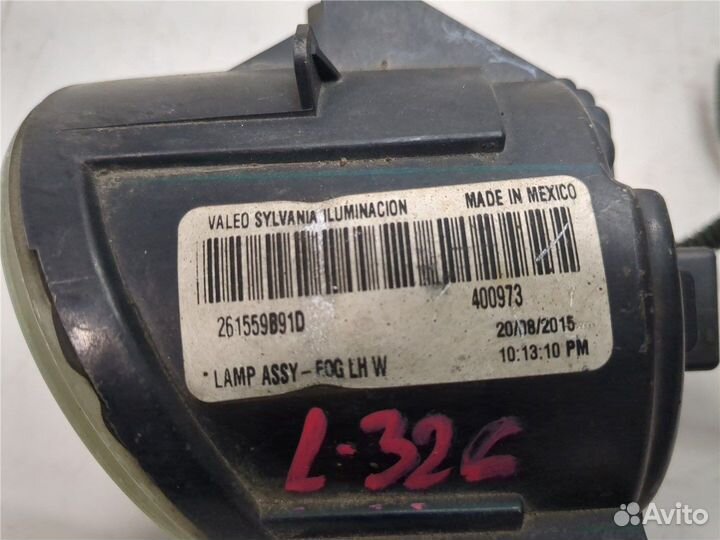 VALEO SYLVANIA ILUMINACION MADE IN MEXICO
261559B91D 400973
20/08/2015
10:13:10 PM
* LAMP ASSY-FOG LH W
L-326
Avito